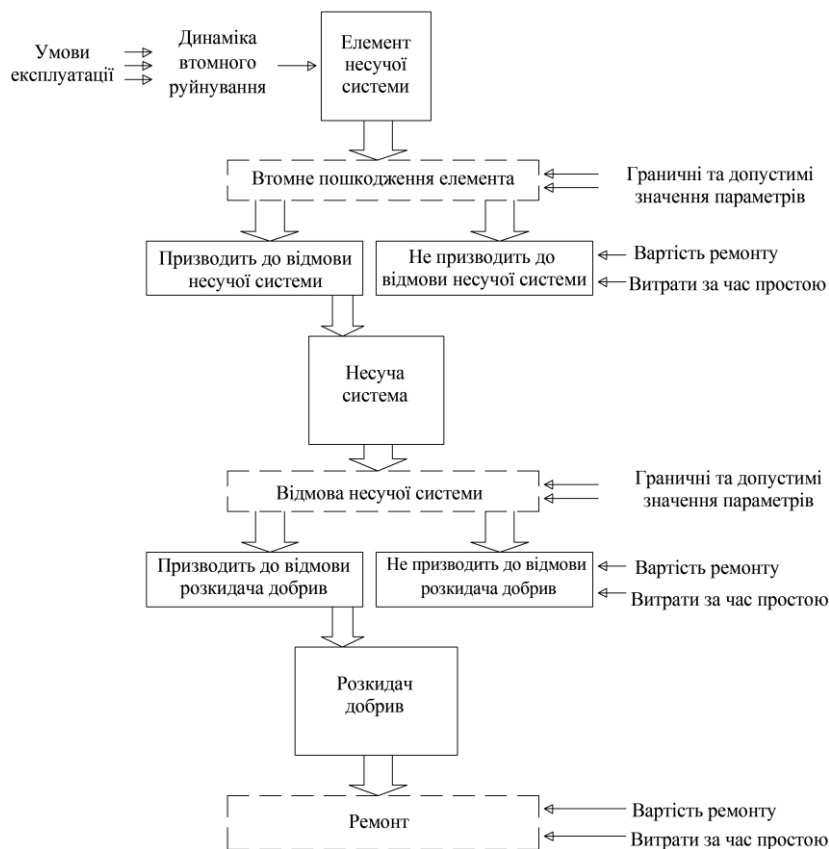 Умови
експлуатації
Динаміка
втомного
руйнування
Елемент
несучої
системи
Втомне пошкодження елемента
Граничні та допустимі
значення параметрів
Призводить до відмови
несучої системи
Не призводить до
відмови несучої системи
Вартість ремонту
Витрати за час простою
Несуча
система
Відмова несучої системи
Граничні та допустимі
значення параметрів
Призводить до відмови
розкидача добрив
Не призводить до відмови
розкидача добрив
Вартість ремонту
Витрати за час простою
Розкидач
добрив
Ремонт
Вартість ремонту
Витрати за час простою